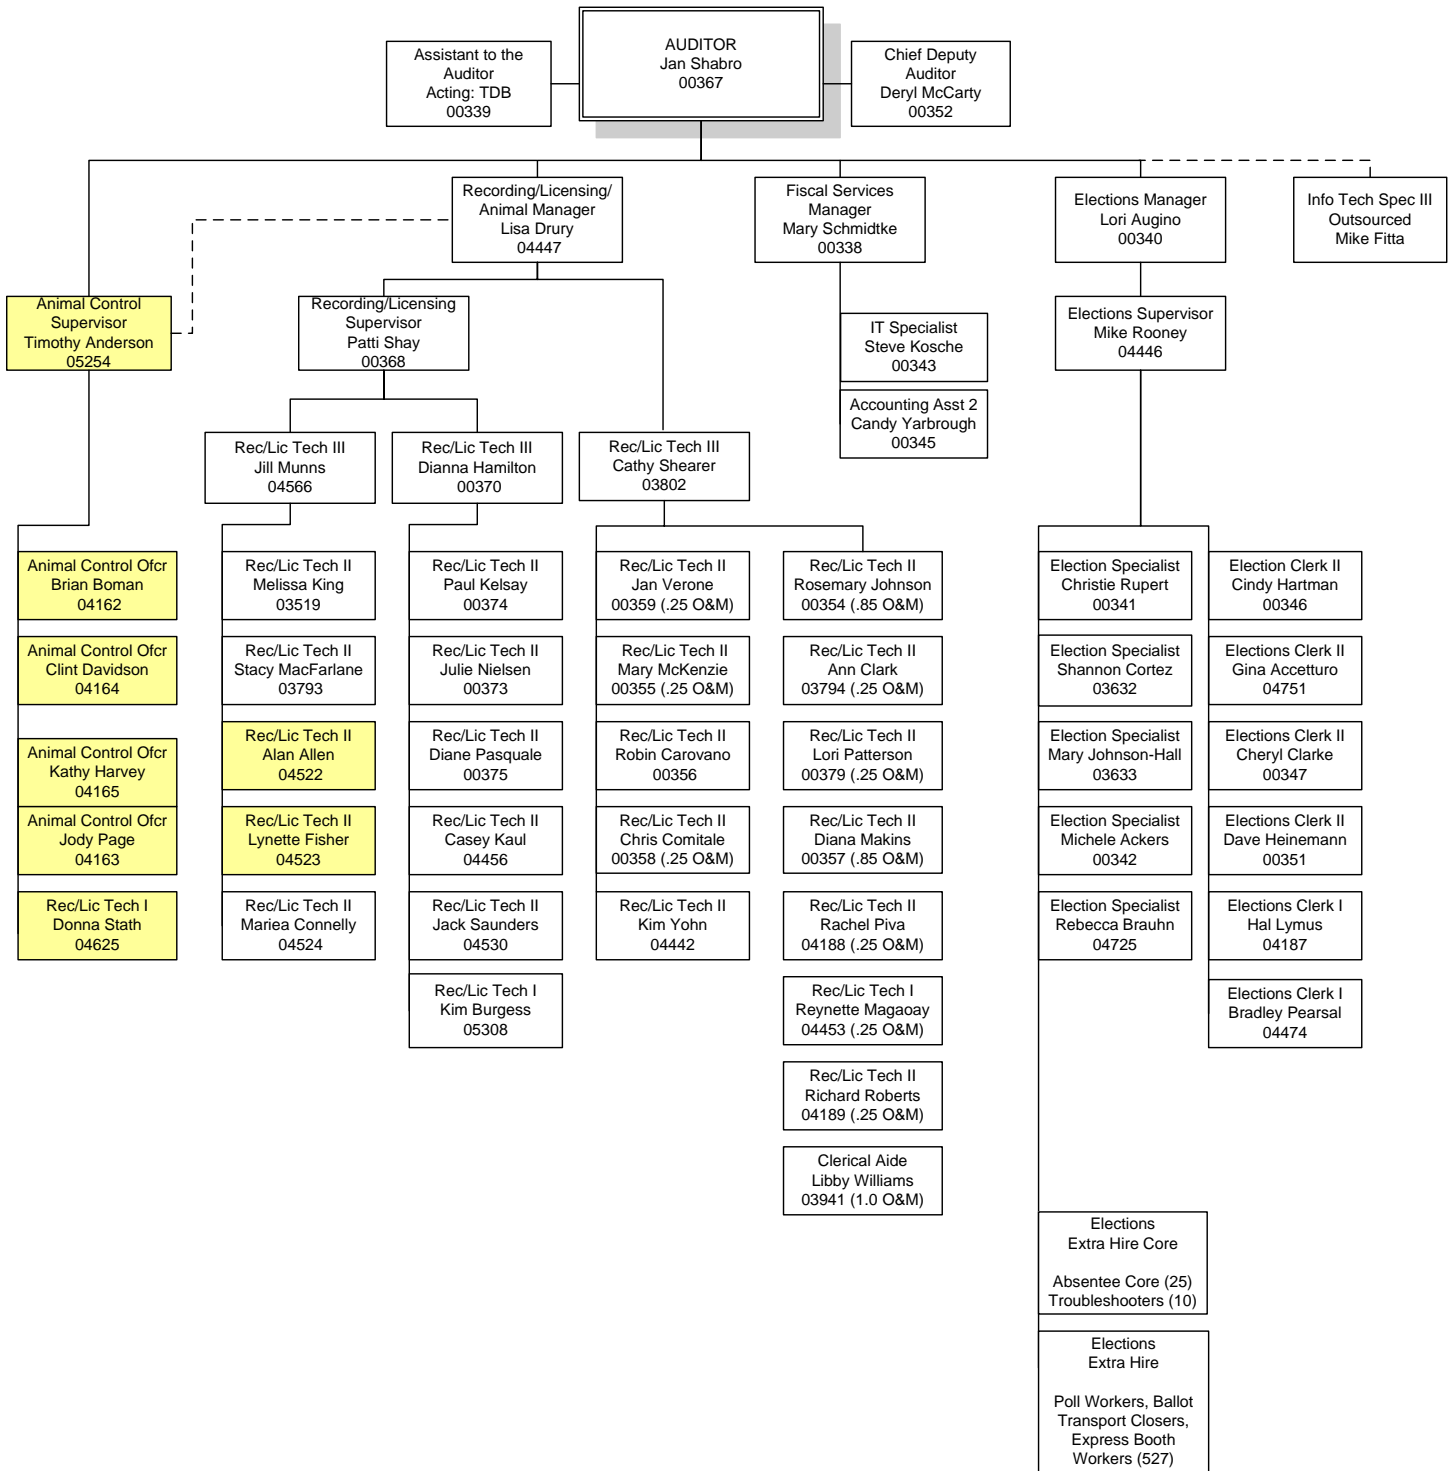 AUDITOR
Jan Shabro
00367
Assistant to the
Auditor
Acting: TDB
00339
Chief Deputy
Auditor
Deryl McCarty
00352
Recording/Licensing/
Animal Manager
Lisa Drury
04447
Fiscal Services
Manager
Mary Schmidtke
00338
Elections Manager
Lori Augino
00340
Info Tech Spec III
Outsourced
Mike Fitta
Animal Control
Supervisor
Timothy Anderson
05254
Recording/Licensing
Supervisor
Patti Shay
00368
IT Specialist
Steve Kosche
00343
Accounting Asst 2
Candy Yarbrough
00345
Elections Supervisor
Mike Rooney
04446
Rec/Lic Tech III
Jill Munns
04566
Rec/Lic Tech III
Dianna Hamilton
00370
Rec/Lic Tech III
Cathy Shearer
03802
Animal Control Ofcr
Brian Boman
04162
Animal Control Ofcr
Clint Davidson
04164
Animal Control Ofcr
Kathy Harvey
04165
Animal Control Ofcr
Jody Page
04163
Rec/Lic Tech I
Donna Stath
04625
Rec/Lic Tech II
Melissa King
03519
Rec/Lic Tech II
Stacy MacFarlane
03793
Rec/Lic Tech II
Alan Allen
04522
Rec/Lic Tech II
Lynette Fisher
04523
Rec/Lic Tech II
Mariea Connelly
04524
Rec/Lic Tech II
Paul Kelsay
00374
Rec/Lic Tech II
Julie Nielsen
00373
Rec/Lic Tech II
Diane Pasquale
00375
Rec/Lic Tech II
Casey Kaul
04456
Rec/Lic Tech II
Jack Saunders
04530
Rec/Lic Tech I
Kim Burgess
05308
Rec/Lic Tech II
Jan Verone
00359 (.25 O&M)
Rec/Lic Tech II
Mary McKenzie
00355 (.25 O&M)
Rec/Lic Tech II
Robin Carovano
00356
Rec/Lic Tech II
Chris Comitale
00358 (.25 O&M)
Rec/Lic Tech II
Kim Yohn
04442
Rec/Lic Tech II
Rosemary Johnson
00354 (.85 O&M)
Rec/Lic Tech II
Ann Clark
03794 (.25 O&M)
Rec/Lic Tech II
Lori Patterson
00379 (.25 O&M)
Rec/Lic Tech II
Diana Makins
00357 (.85 O&M)
Rec/Lic Tech II
Rachel Piva
04188 (.25 O&M)
Rec/Lic Tech I
Reynette Magaoay
04453 (.25 O&M)
Rec/Lic Tech II
Richard Roberts
04189 (.25 O&M)
Clerical Aide
Libby Williams
03941 (1.0 O&M)
Election Specialist
Christie Rupert
00341
Election Specialist
Shannon Cortez
03632
Election Specialist
Mary Johnson-Hall
03633
Election Specialist
Michele Ackers
00342
Election Specialist
Rebecca Brauhn
04725
Election Clerk II
Cindy Hartman
00346
Elections Clerk II
Gina Accetturo
04751
Elections Clerk II
Cheryl Clarke
00347
Elections Clerk II
Dave Heinemann
00351
Elections Clerk I
Hal Lymus
04187
Elections Clerk I
Bradley Pearsal
04474
Elections
Extra Hire Core
Absentee Core (25)
Troubleshooters (10)
Elections
Extra Hire
Poll Workers, Ballot
Transport Closers,
Express Booth
Workers (527)